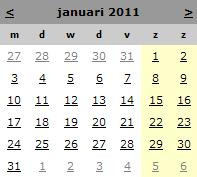 < januari 2011 >
m d w d v z z
27 28 29 30 31 1 2
3 4 5 6 7 8 9
10 11 12 13 14 15 16
17 18 19 20 21 22 23
24 25 26 27 28 29 30
31 1 2 3 4 5 6